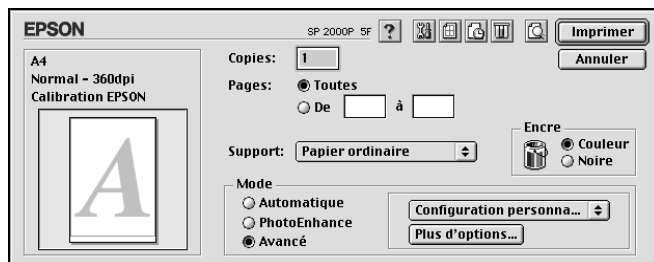 EPSON
SP 2000P 5F
?
Imprimer
Annuler
A4
Normal - 360dpi
Calibration EPSON
A
Copies: 1
Pages: Toutes
De à
Support: Papier ordinaire
Encre
Couleur
Noire
Mode
Automatique
PhotoEnhance
Avancé
Configuration personna...
Plus d'options...